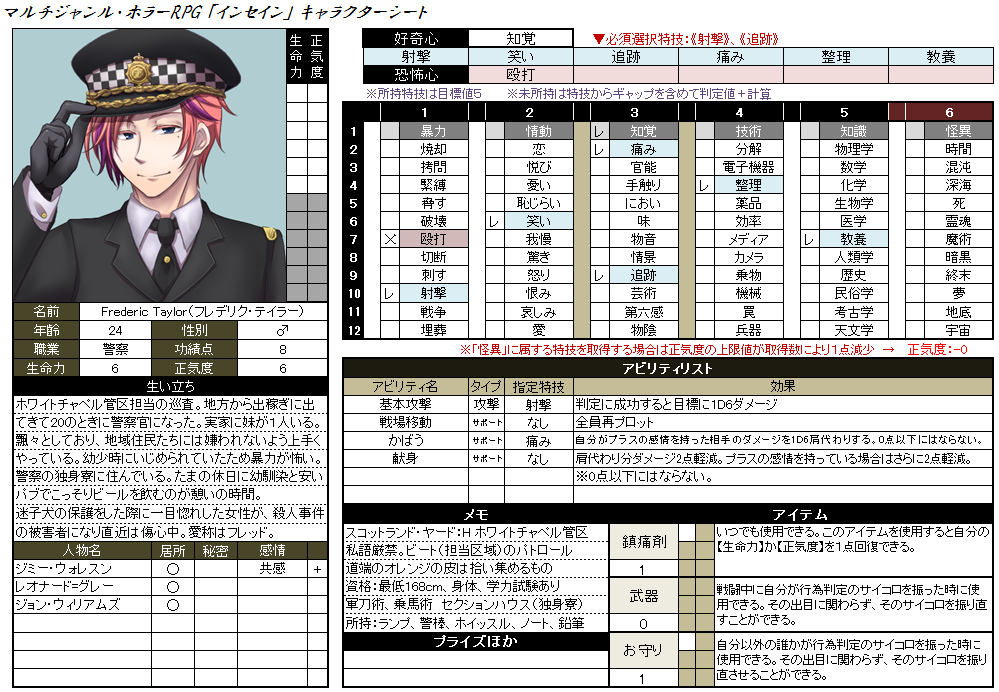 マルチジャンル・ホラーRPG「インセイン」キャラクターシート
生命力
正気度
名前 Frederic Taylor(フレデリク・テイラー)
年齢 24 性別 ♂
職業 警察 功績点 8
生命力 6 正気度 6
生い立ち
ホワイトチャペル管区担当の巡査。地方から出稼ぎに出
てきて20のときに警察官になった。実家に妹が1人いる。
飄々としており、地域住民たちには嫌われないよう上手く
やっている。幼少時にいじめられていたため暴力が怖い。
警察の独身寮に住んでいる。たまの休日に幼馴染と安い
パブでこっそりビールを飲むのが憩いの時間。
迷子犬の保護をした際に一目惚れした女性が、殺人事件
の被害者になり直近は傷心中。愛称はフレッド。
人物名 居所 秘密 感情
ジミー・ウォレスン ○ 共感 +
レオナード=グレー ○
ジョン・ウィリアムズ ○
好奇心 知覚 ▼必須選択特技:《射撃》、《追跡》
射撃 笑い 追跡 痛み 整理 教養
恐怖心 殴打
※所持特技は目標値5 ※未所持は特技からギャップを含めて判定値+計算
1 2 3 4 5 6
1 暴力 情動 レ 知覚 技術 知識 怪異
2 焼却 恋 レ 痛み 分解 物理学 時間
3 拷問 悦び 官能 電子機器 数学 混沌
4 緊縛 憂い 手触り レ 整理 化学 深海
5 脅す 恥じらい におい 薬品 生物学 死
6 破壊 レ 笑い 味 効率 医学 霊魂
7 × 殴打 我慢 物音 メディア レ 教養 魔術
8 切断 驚き 情景 カメラ 人類学 暗黒
9 刺す 怒り レ 追跡 乗物 歴史 終末
10 レ 射撃 恨み 芸術 機械 民俗学 夢
11 戦争 哀しみ 第六感 罠 考古学 地底
12 埋葬 愛 物陰 兵器 天文学 宇宙
※「怪異」に属する特技を取得する場合は正気度の上限値が取得数により1点減少 → 正気度:-0
アビリティリスト
アビリティ名 タイプ 指定特技 効果
基本攻撃 攻撃 射撃 判定に成功すると目標に1D6ダメージ
戦場移動 サポート なし 全員再プロット
かばう サポート 痛み 自分がプラスの感情を持った相手のダメージを1D6肩代わりする。0点以下にはならない。
献身 サポート なし 肩代わり分ダメージ2点軽減。プラスの感情を持っている場合はさらに2点軽減。
※0点以下にはならない。
メモ
スコットランド・ヤード:H ホワイトチャペル管区
私語厳禁。ビート(担当区域)のパトロール
道端のオレンジの皮は拾い集めるもの
資格:最低168cm、身体、学力試験あり
軍刀術、乗馬術 セクションハウス(独身寮)
所持:ランプ、警棒、ホイッスル、ノート、鉛筆
プライズほか
アイテム
鎮痛剤
1
いつでも使用できる。このアイテムを使用すると自分の
【生命力】か【正気度】を1点回復できる。
武器
0
戦闘中に自分が行為判定のサイコロを振った時に使
用できる。その出目に関わらず、そのサイコロを振り直
すことができる。
お守り
1
自分以外の誰かが行為判定のサイコロを振った時に
使用できる。その出目に関わらず、そのサイコロを振り
直させることができる。